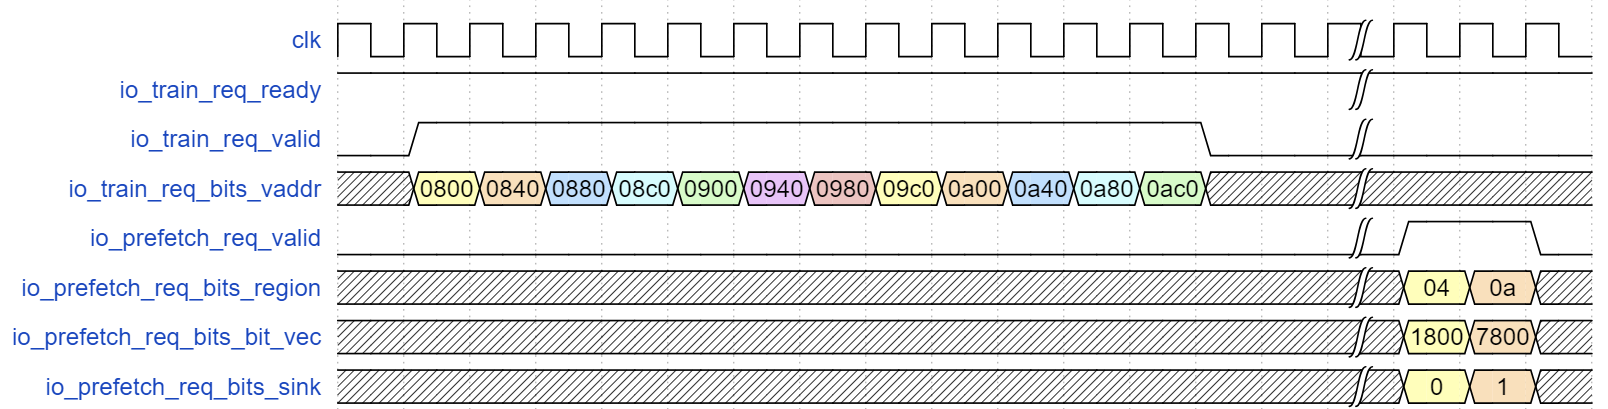 clk
io_train_req_ready
io_train_req_valid
io_train_req_bits_vaddr 0800 0840 0880 08c0 0900 0940 0980 09c0 0a00 0a40 0a80 0ac0
io_prefetch_req_valid
io_prefetch_req_bits_region 04 0a
io_prefetch_req_bits_bit_vec 1800 7800
io_prefetch_req_bits_sink 0 1